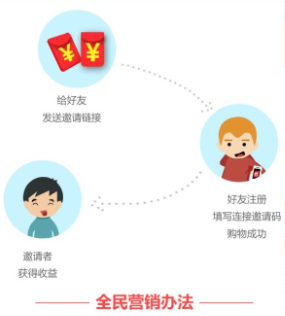 给好友
发送邀请链接
好友注册
填写连接邀请码
购物成功
邀请者
获得收益
全民营销办法